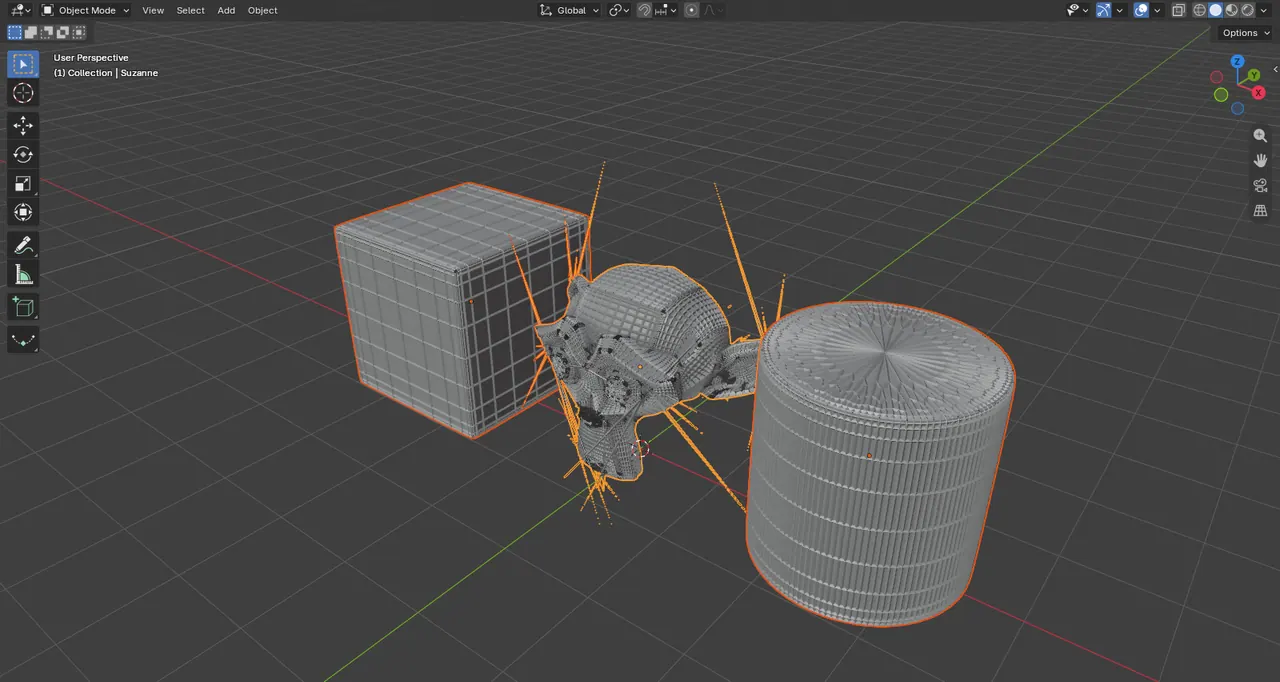 Object Mode
View
Select
Add
Object
Global
Options
User Perspective
(1) Collection | Suzanne
Z
Y
X